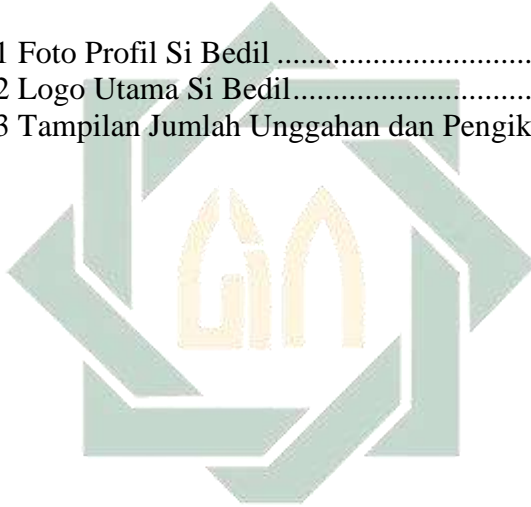 1 Foto Profil Si Bedil ................................
2 Logo Utama Si Bedil..............................
3 Tampilan Jumlah Unggahan dan Pengik